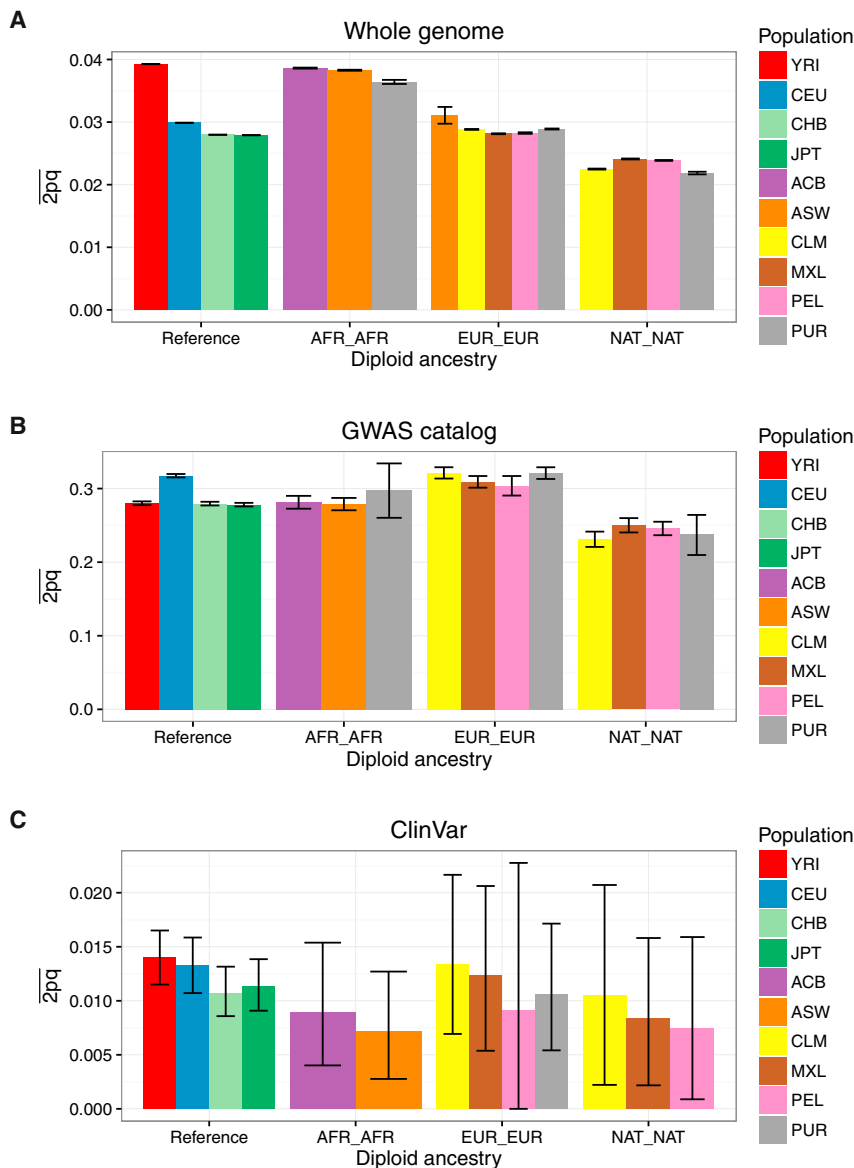 A
Whole genome
2pq
0.04
0.03
0.02
0.01
0.00
Reference AFR_AFR EUR_EUR NAT_NAT
Diploid ancestry
Population
YRI
CEU
CHB
JPT
ACB
ASW
CLM
MXL
PEL
PUR
B
GWAS catalog
2pq
0.3
0.2
0.1
0.0
Reference AFR_AFR EUR_EUR NAT_NAT
Diploid ancestry
Population
YRI
CEU
CHB
JPT
ACB
ASW
CLM
MXL
PEL
PUR
C
ClinVar
2pq
0.020
0.015
0.010
0.005
0.000
Reference AFR_AFR EUR_EUR NAT_NAT
Diploid ancestry
Population
YRI
CEU
CHB
JPT
ACB
ASW
CLM
MXL
PEL
PUR